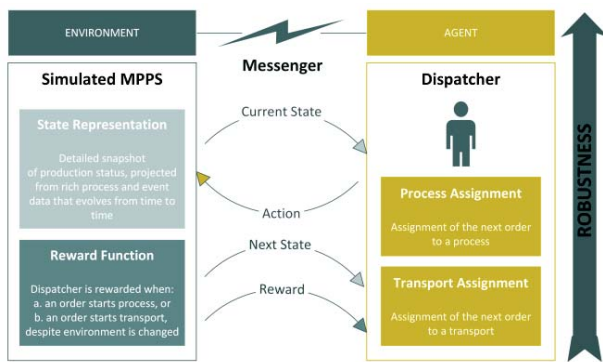 ENVIRONMENT
AGENT
Messenger
Simulated MPPS
State Representation
Detailed snapshot
of production status, projected
from rich process and event
data that evolves from time to
time
Reward Function
Dispatcher is rewarded when:
a. an order starts process, or
b. an order starts transport,
despite environment is changed
Current State
Action
Next State
Reward
Dispatcher
Process Assignment
Assignment of the next order
to a process
Transport Assignment
Assignment of the next order
to a transport
ROBUSTNESS